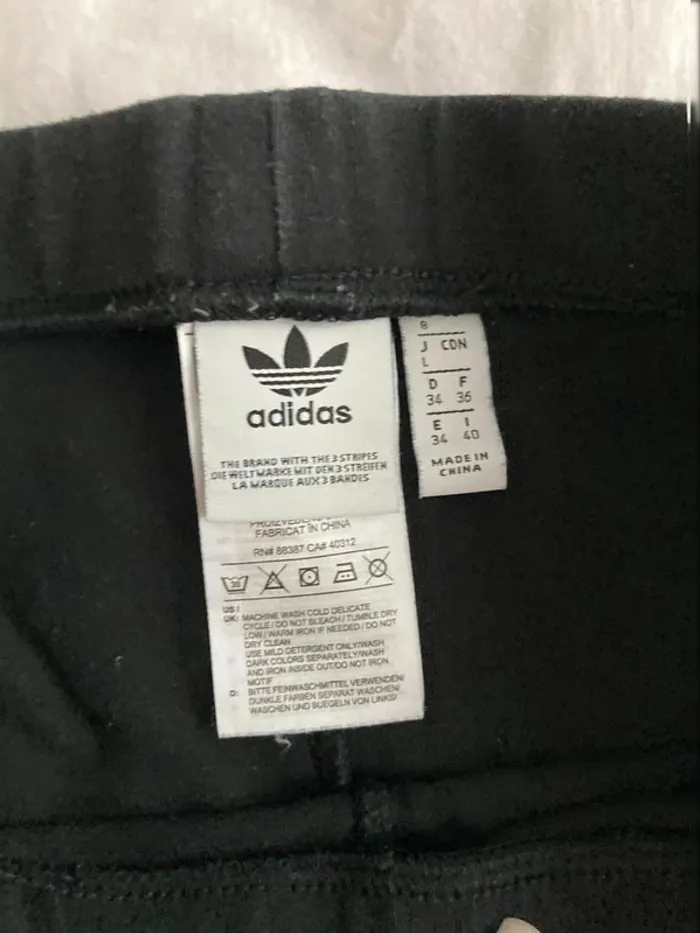 adidas
THE BRAND WITH THE 3 STRIPES
DIE WELTMARKE MIT DEN 3 STREIFEN
LA MARQUE AUX 3 BANDES
FABRICAT ÎN CHINA
RN# 88387 CA# 40312
30
US /
UK: MACHINE WASH COLD DELICATE
CYCLE / DO NOT BLEACH / TUMBLE DRY
LOW / WARM IRON IF NEEDED / DO NOT
DRY CLEAN
USE MILD DETERGENT ONLY/WASH
DARK COLORS SEPARATELY/WASH
AND IRON INSIDE OUT/DO NOT IRON
MOTIF
D: BITTE FEINWASCHMITTEL VERWENDEN/
DUNKLE FARBEN SEPARAT WASCHEN/
WASCHEN UND BUEGELN VON LINKS/
8
J CDN
L
D F
34 36
E I
34 40
MADE IN
CHINA